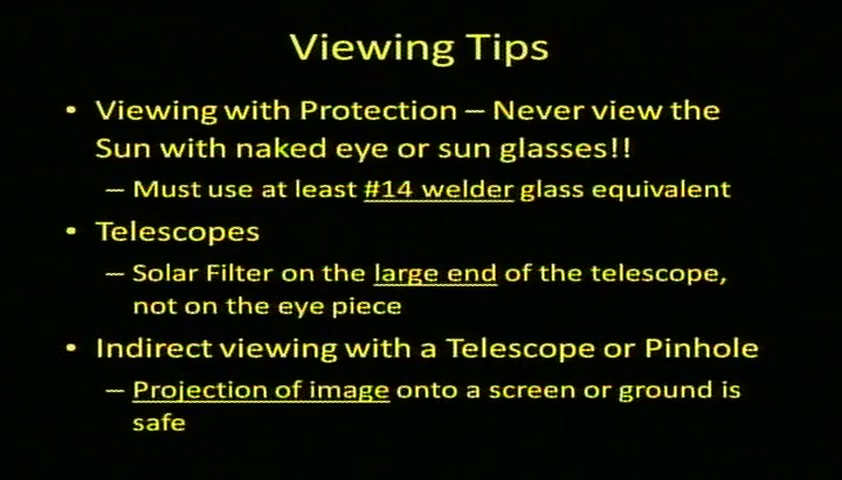 Viewing Tips
• Viewing with Protection – Never view the
Sun with naked eye or sun glasses!!
– Must use at least #14 welder glass equivalent
• Telescopes
– Solar Filter on the large end of the telescope,
not on the eye piece
• Indirect viewing with a Telescope or Pinhole
– Projection of image onto a screen or ground is
safe